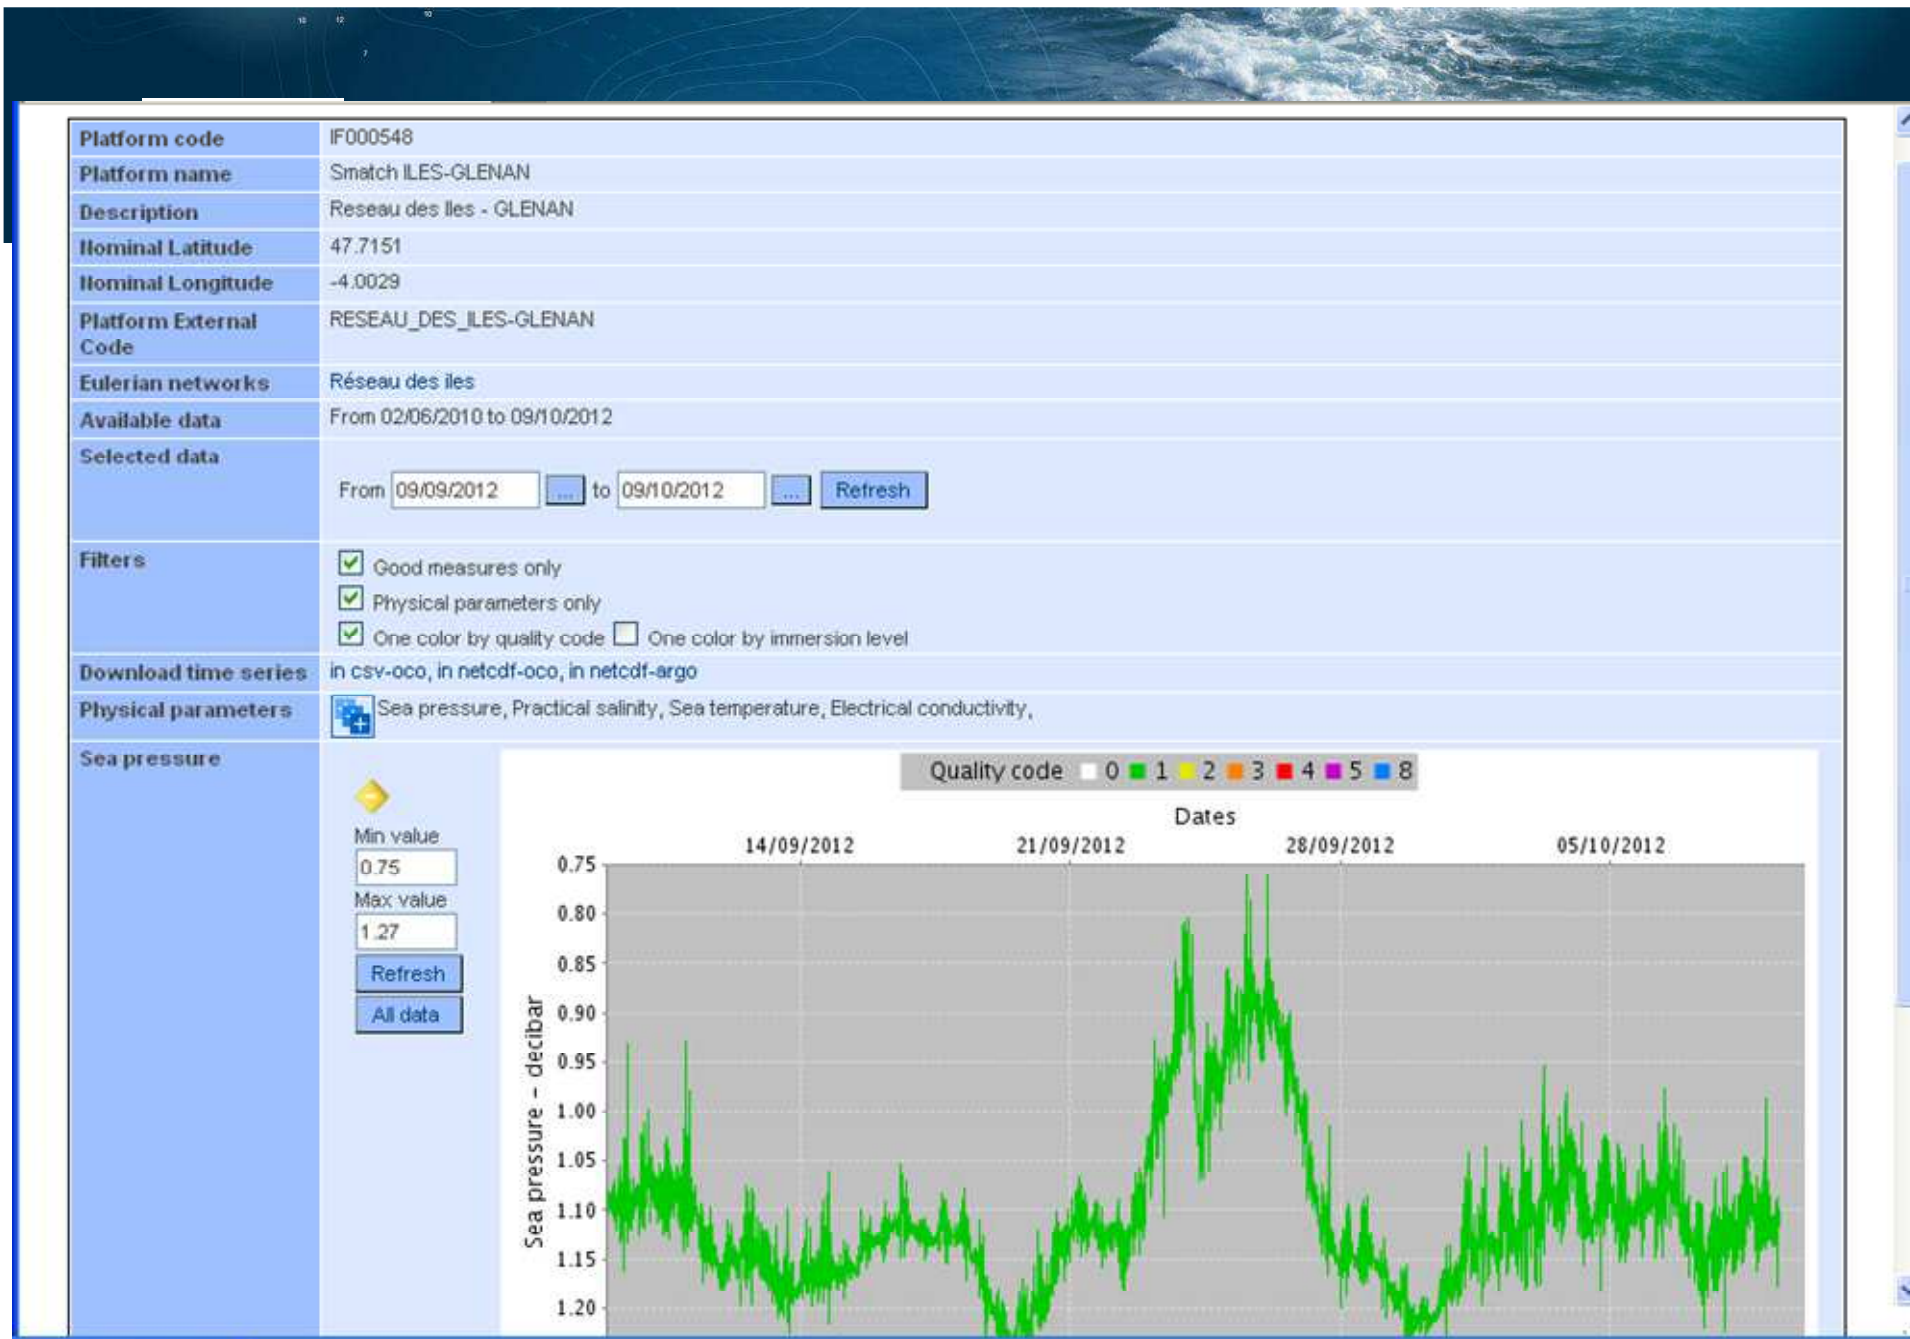 10 12 10
7
Platform code IF000548
Platform name Smatch ILES-GLENAN
Description Reseau des Iles - GLENAN
Nominal Latitude 47.7151
Nominal Longitude -4.0029
Platform External RESEAU_DES_ILES-GLENAN
Code
Eulerian networks Réseau des iles
Available data From 02/06/2010 to 09/10/2012
Selected data
From 09/09/2012 ... to 09/10/2012 ... Refresh
Filters
Good measures only
Physical parameters only
One color by quality code One color by immersion level
Download time series in csv-oco, in netcdf-oco, in netcdf-argo
Physical parameters Sea pressure, Practical salinity, Sea temperature, Electrical conductivity,
Sea pressure
Min value
0.75
Max value
1.27
Refresh
All data
Quality code 0 1 2 3 4 5 8
Dates
14/09/2012 21/09/2012 28/09/2012 05/10/2012
Sea pressure - decibar
0.75
0.80
0.85
0.90
0.95
1.00
1.05
1.10
1.15
1.20